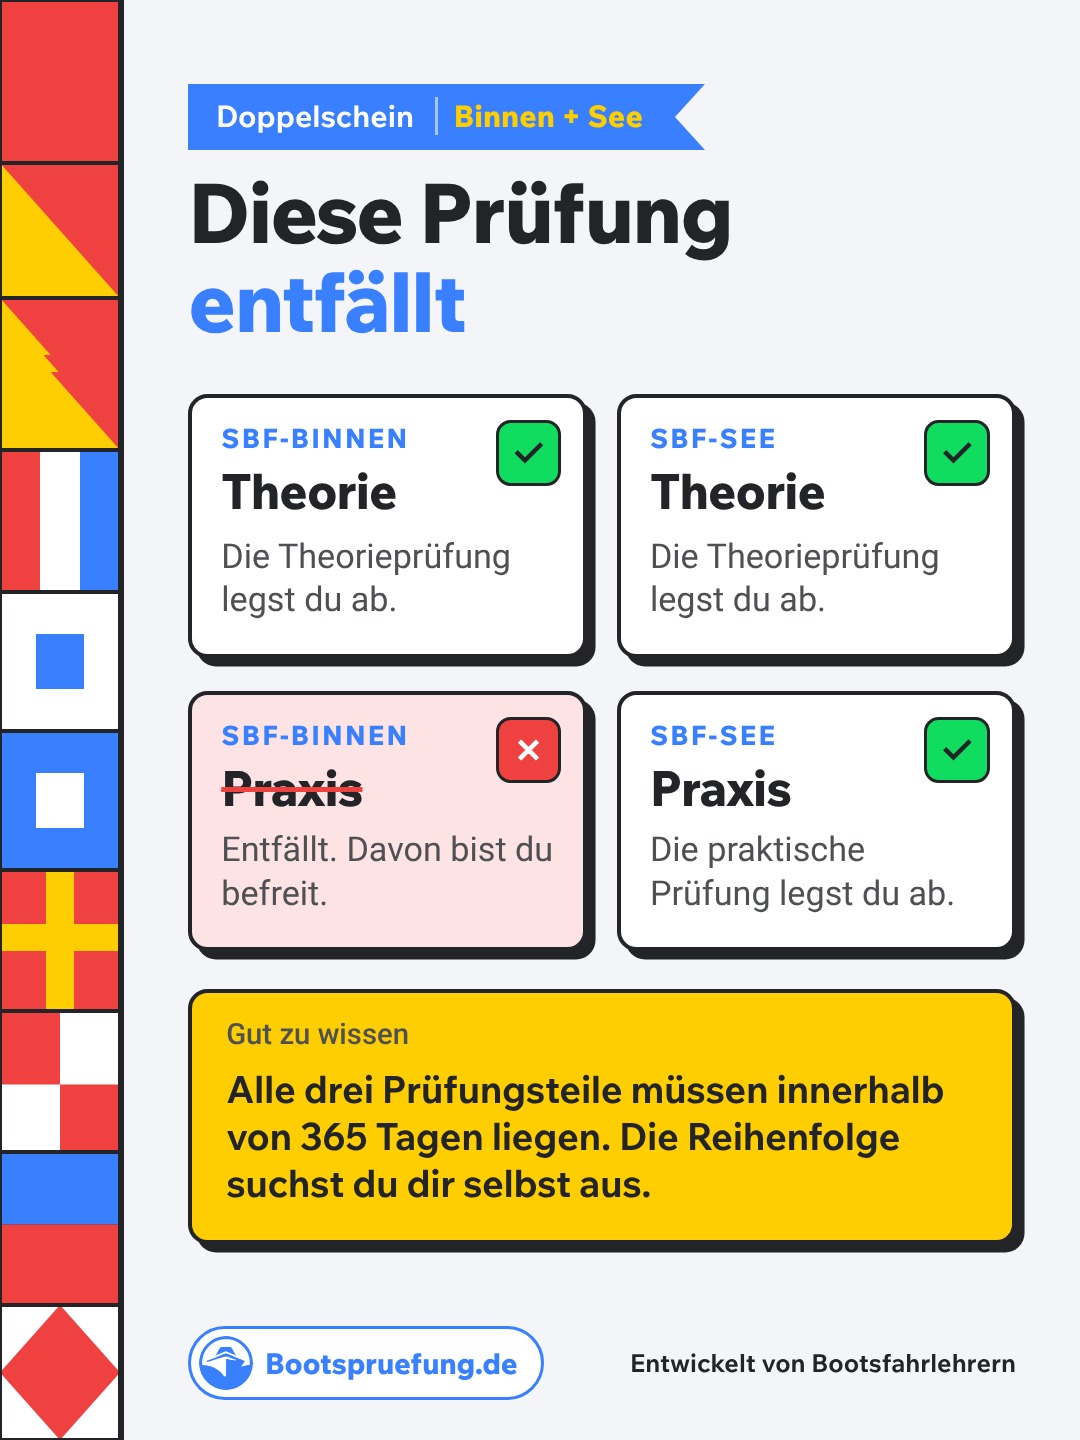 Doppelschein | Binnen + See
Diese Prüfung
entfällt
SBF-BINNEN
Theorie
Die Theorieprüfung
legst du ab.
SBF-SEE
Theorie
Die Theorieprüfung
legst du ab.
SBF-BINNEN
Praxis
Entfällt. Davon bist du
befreit.
SBF-SEE
Praxis
Die praktische
Prüfung legst du ab.
Gut zu wissen
Alle drei Prüfungsteile müssen innerhalb
von 365 Tagen liegen. Die Reihenfolge
suchst du dir selbst aus.
Bootspruefung.de
Entwickelt von Bootsfahrlehrern